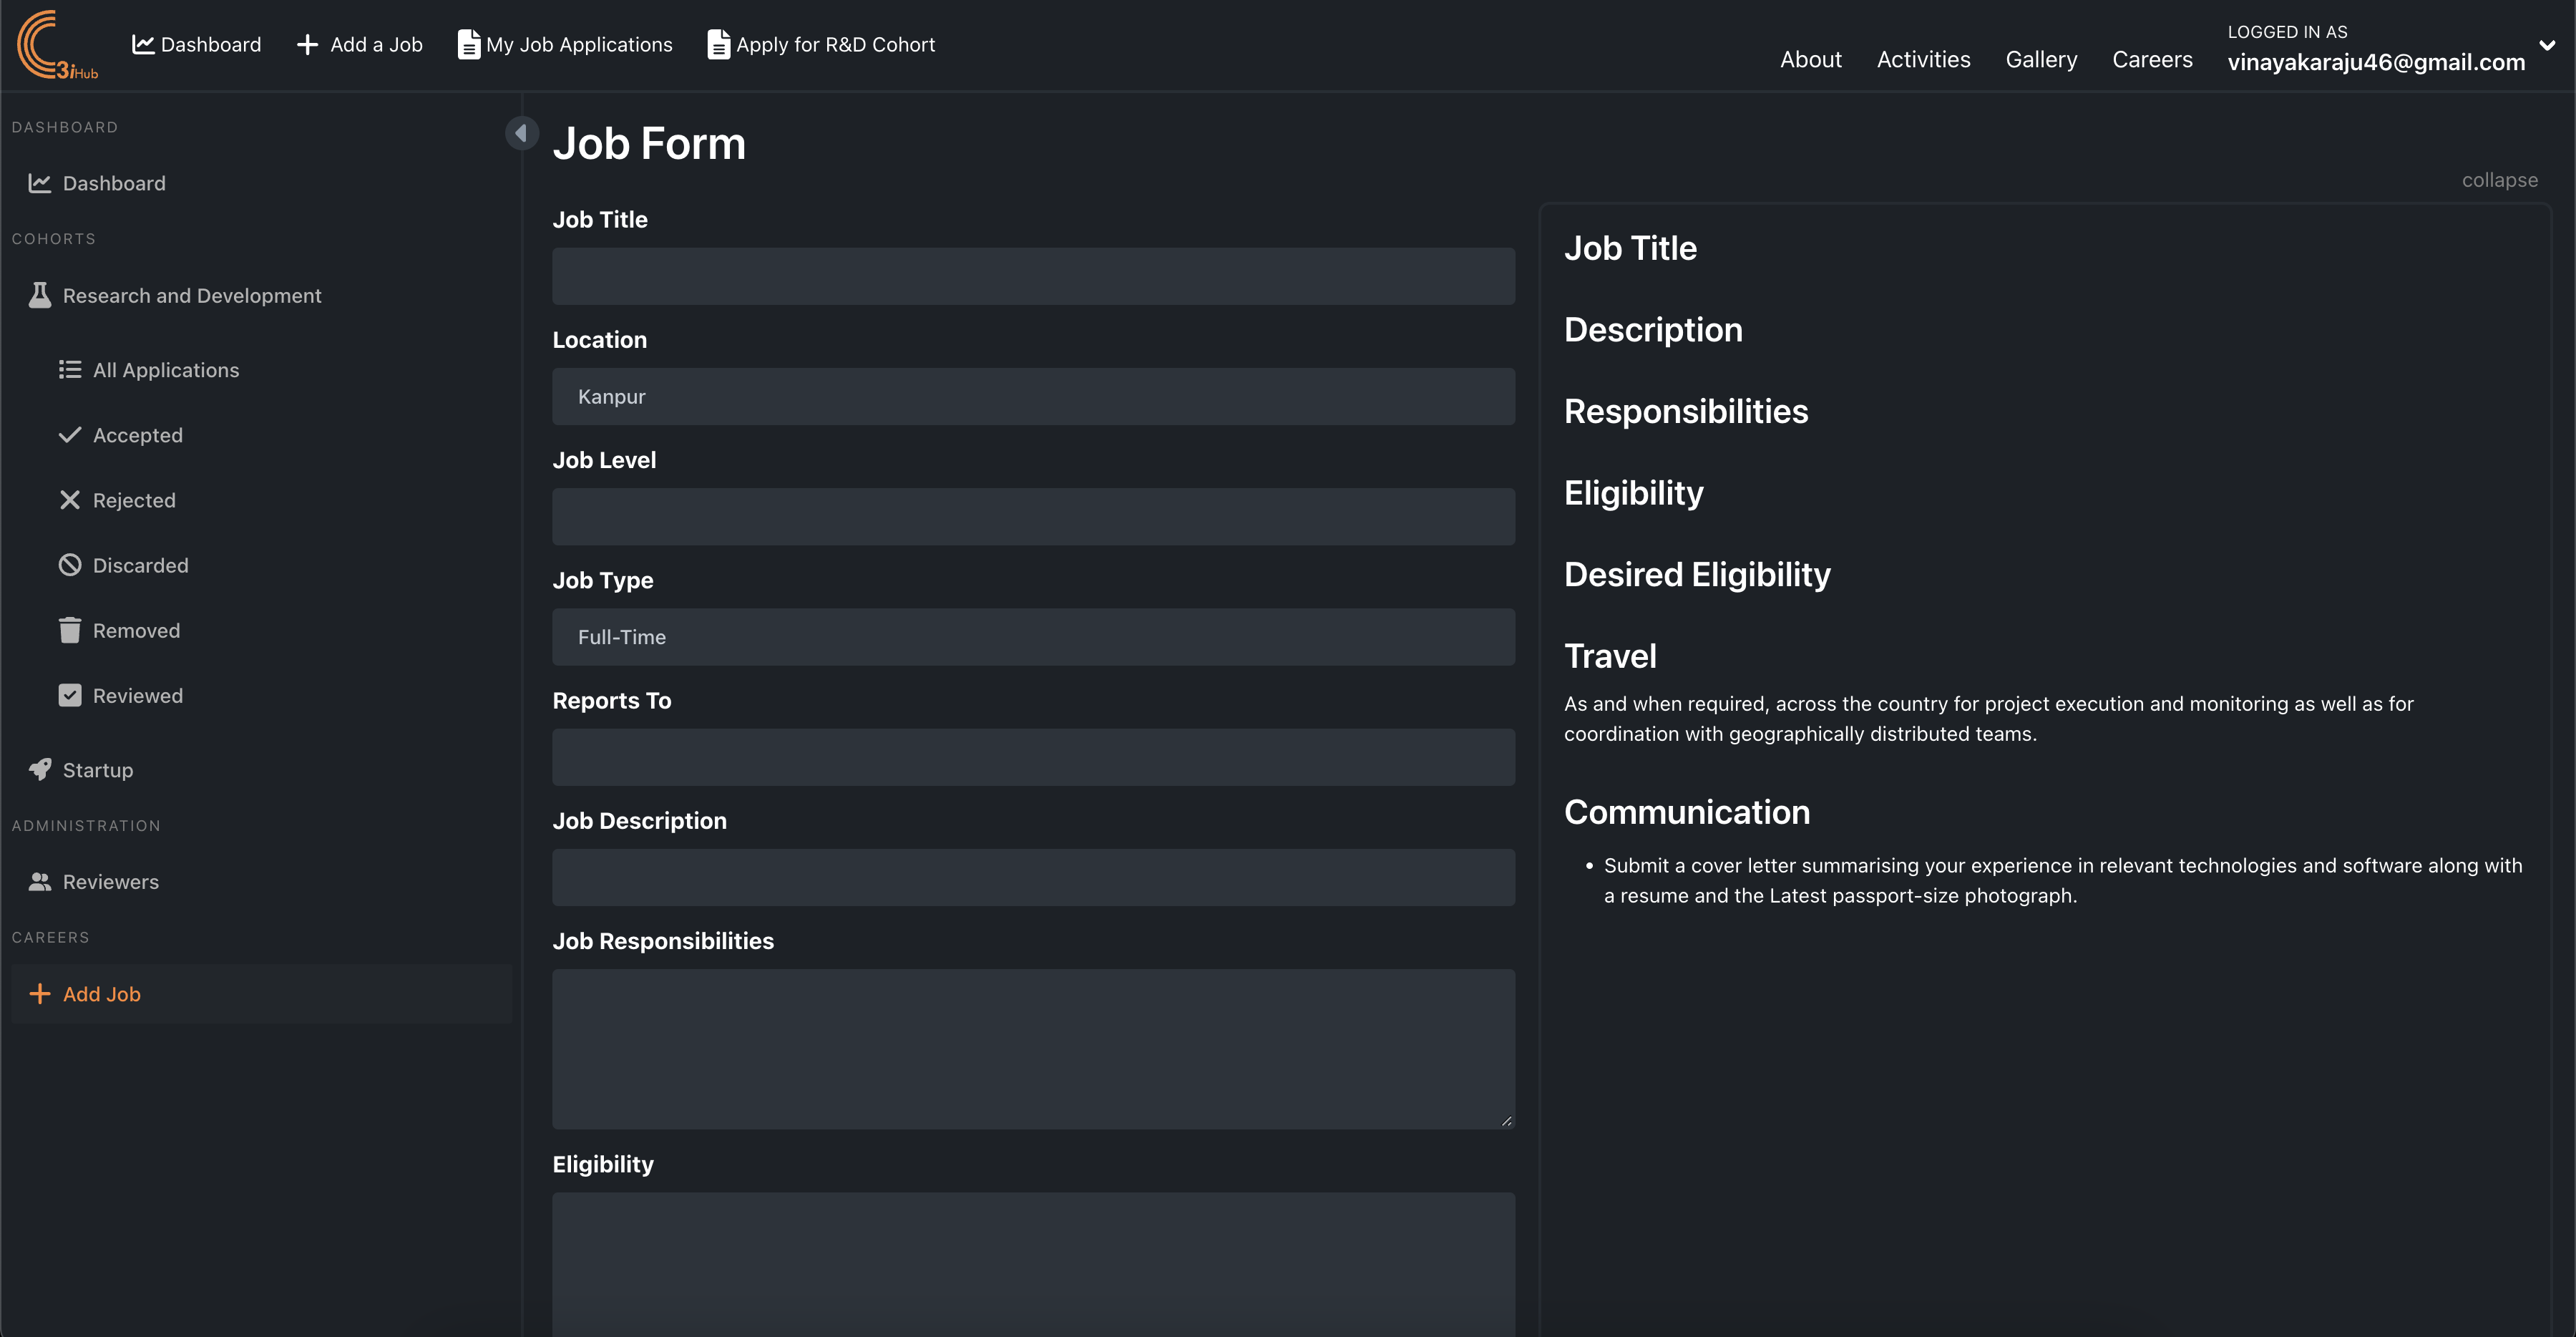 3iHub
Dashboard
Add a Job
My Job Applications
Apply for R&D Cohort
About
Activities
Gallery
Careers
LOGGED IN AS
vinayakaraju46@gmail.com
DASHBOARD
Dashboard
COHORTS
Research and Development
All Applications
Accepted
Rejected
Discarded
Removed
Reviewed
Startup
ADMINISTRATION
Reviewers
CAREERS
Add Job
Job Form
Job Title
Location
Kanpur
Job Level
Job Type
Full-Time
Reports To
Job Description
Job Responsibilities
Eligibility
collapse
Job Title
Description
Responsibilities
Eligibility
Desired Eligibility
Travel
As and when required, across the country for project execution and monitoring as well as for
coordination with geographically distributed teams.
Communication
• Submit a cover letter summarising your experience in relevant technologies and software along with
a resume and the Latest passport-size photograph.